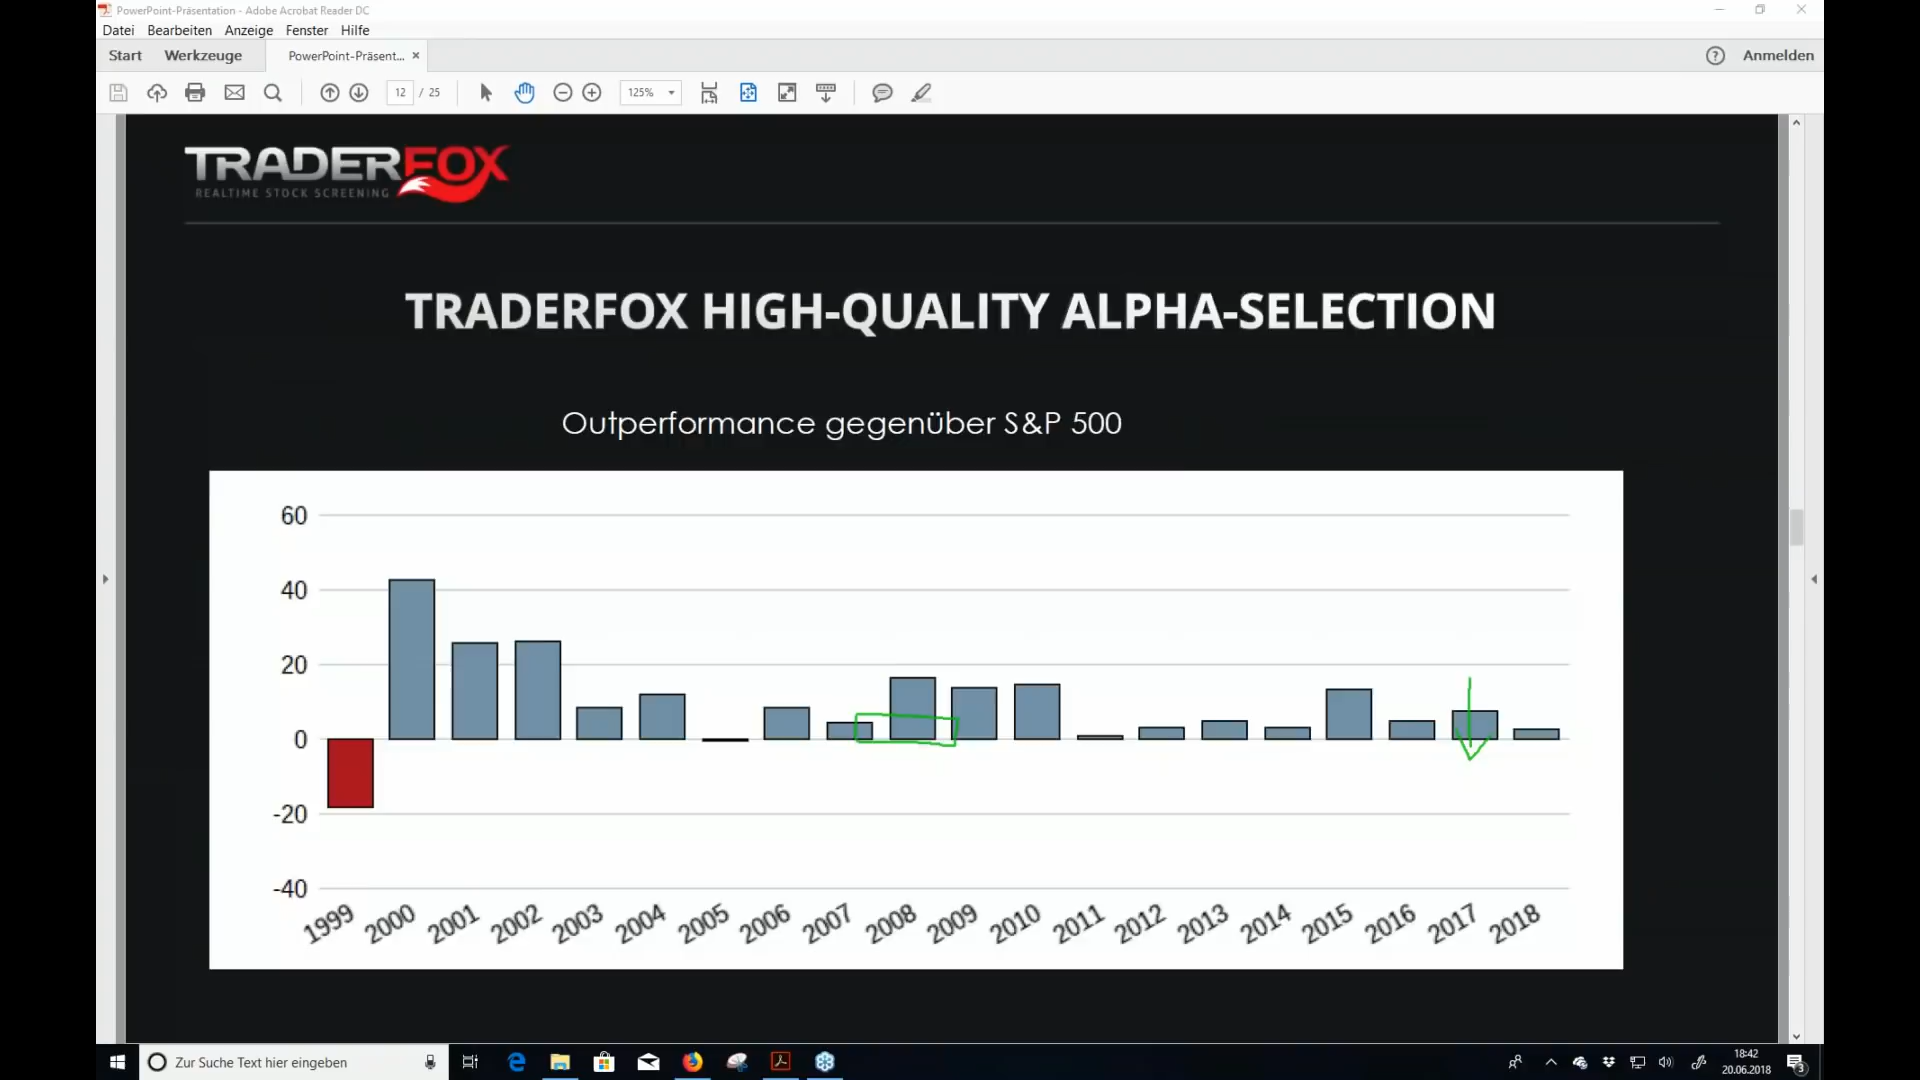 PowerPoint-Präsentation - Adobe Acrobat Reader DC
Datei Bearbeiten Anzeige Fenster Hilfe
Start Werkzeuge PowerPoint-Präsent... × Anmelden
12 / 25 125%
TRADERFOX
REALTIME STOCK SCREENING
TRADERFOX HIGH-QUALITY ALPHA-SELECTION
Outperformance gegenüber S&P 500
60
40
20
0
-20
-40
1999 2000 2001 2002 2003 2004 2005 2006 2007 2008 2009 2010 2011 2012 2013 2014 2015 2016 2017 2018
Zur Suche Text hier eingeben
18:42
20.06.2018
3